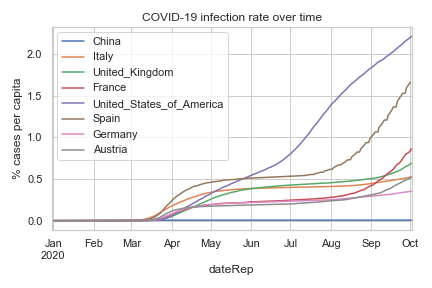 COVID-19 infection rate over time
% cases per capita
2.0
1.5
1.0
0.5
0.0
China
Italy
United_Kingdom
France
United_States_of_America
Spain
Germany
Austria
Jan Feb Mar Apr May Jun Jul Aug Sep Oct
2020
dateRep